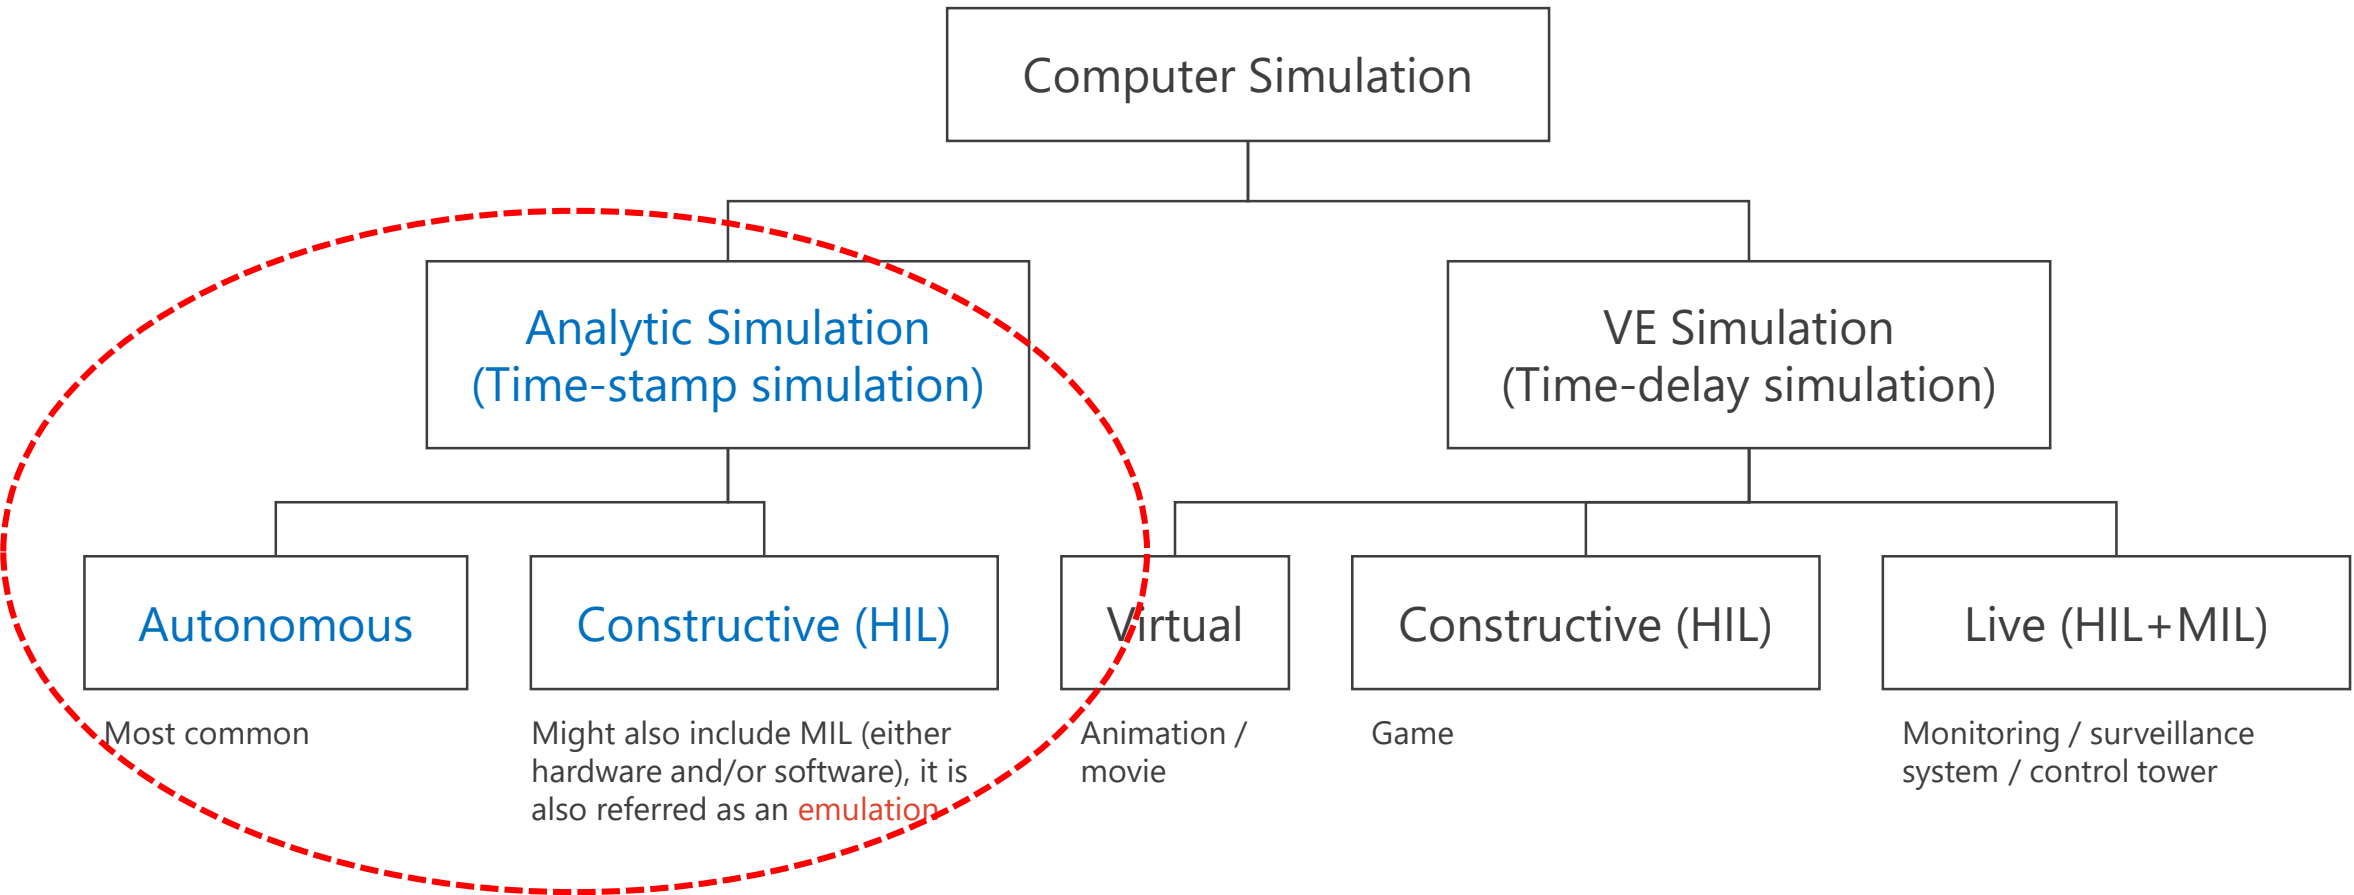 Computer Simulation
Analytic Simulation
(Time-stamp simulation)
VE Simulation
(Time-delay simulation)
Autonomous
Constructive (HIL)
Virtual
Constructive (HIL)
Live (HIL+MIL)
Most common
Might also include MIL (either
hardware and/or software), it is
also referred as an emulation.
Animation /
movie
Game
Monitoring / surveillance
system / control tower